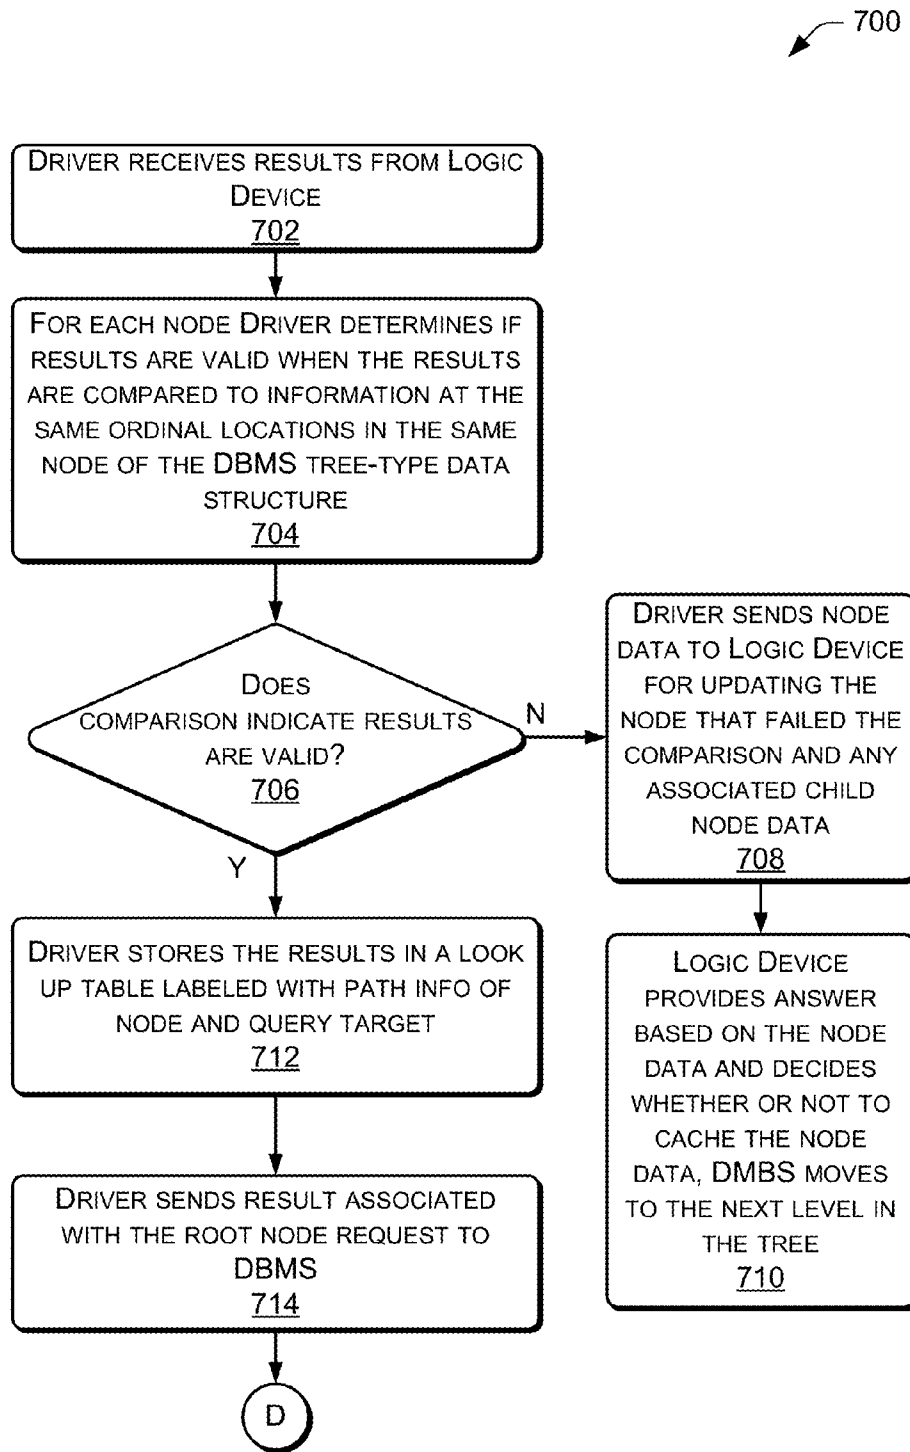 700
DRIVER RECEIVES RESULTS FROM LOGIC
DEVICE
702
FOR EACH NODE DRIVER DETERMINES IF
RESULTS ARE VALID WHEN THE RESULTS
ARE COMPARED TO INFORMATION AT THE
SAME ORDINAL LOCATIONS IN THE SAME
NODE OF THE DBMS TREE-TYPE DATA
STRUCTURE
704
DOES
COMPARISON INDICATE RESULTS
ARE VALID?
706
N
Y
DRIVER SENDS NODE
DATA TO LOGIC DEVICE
FOR UPDATING THE
NODE THAT FAILED THE
COMPARISON AND ANY
ASSOCIATED CHILD
NODE DATA
708
LOGIC DEVICE
PROVIDES ANSWER
BASED ON THE NODE
DATA AND DECIDES
WHETHER OR NOT TO
CACHE THE NODE
DATA, DMBS MOVES
TO THE NEXT LEVEL IN
THE TREE
710
DRIVER STORES THE RESULTS IN A LOOK
UP TABLE LABELED WITH PATH INFO OF
NODE AND QUERY TARGET
712
DRIVER SENDS RESULT ASSOCIATED
WITH THE ROOT NODE REQUEST TO
DBMS
714
D